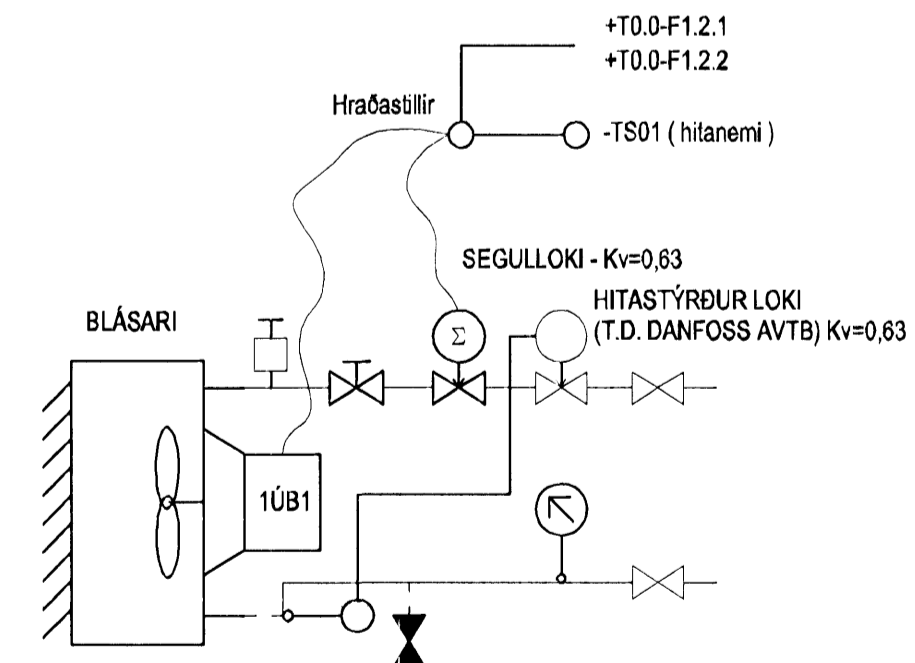 +T0.0-F1.2.1
+T0.0-F1.2.2
Hraðastillir
-TS01 ( hitanemi )
SEGULLOKI - Kv=0,63
HITASTÝRÐUR LOKI
(T.D. DANFOSS AVTB) Kv=0,63
BLÁSARI
Σ
1ÚB1